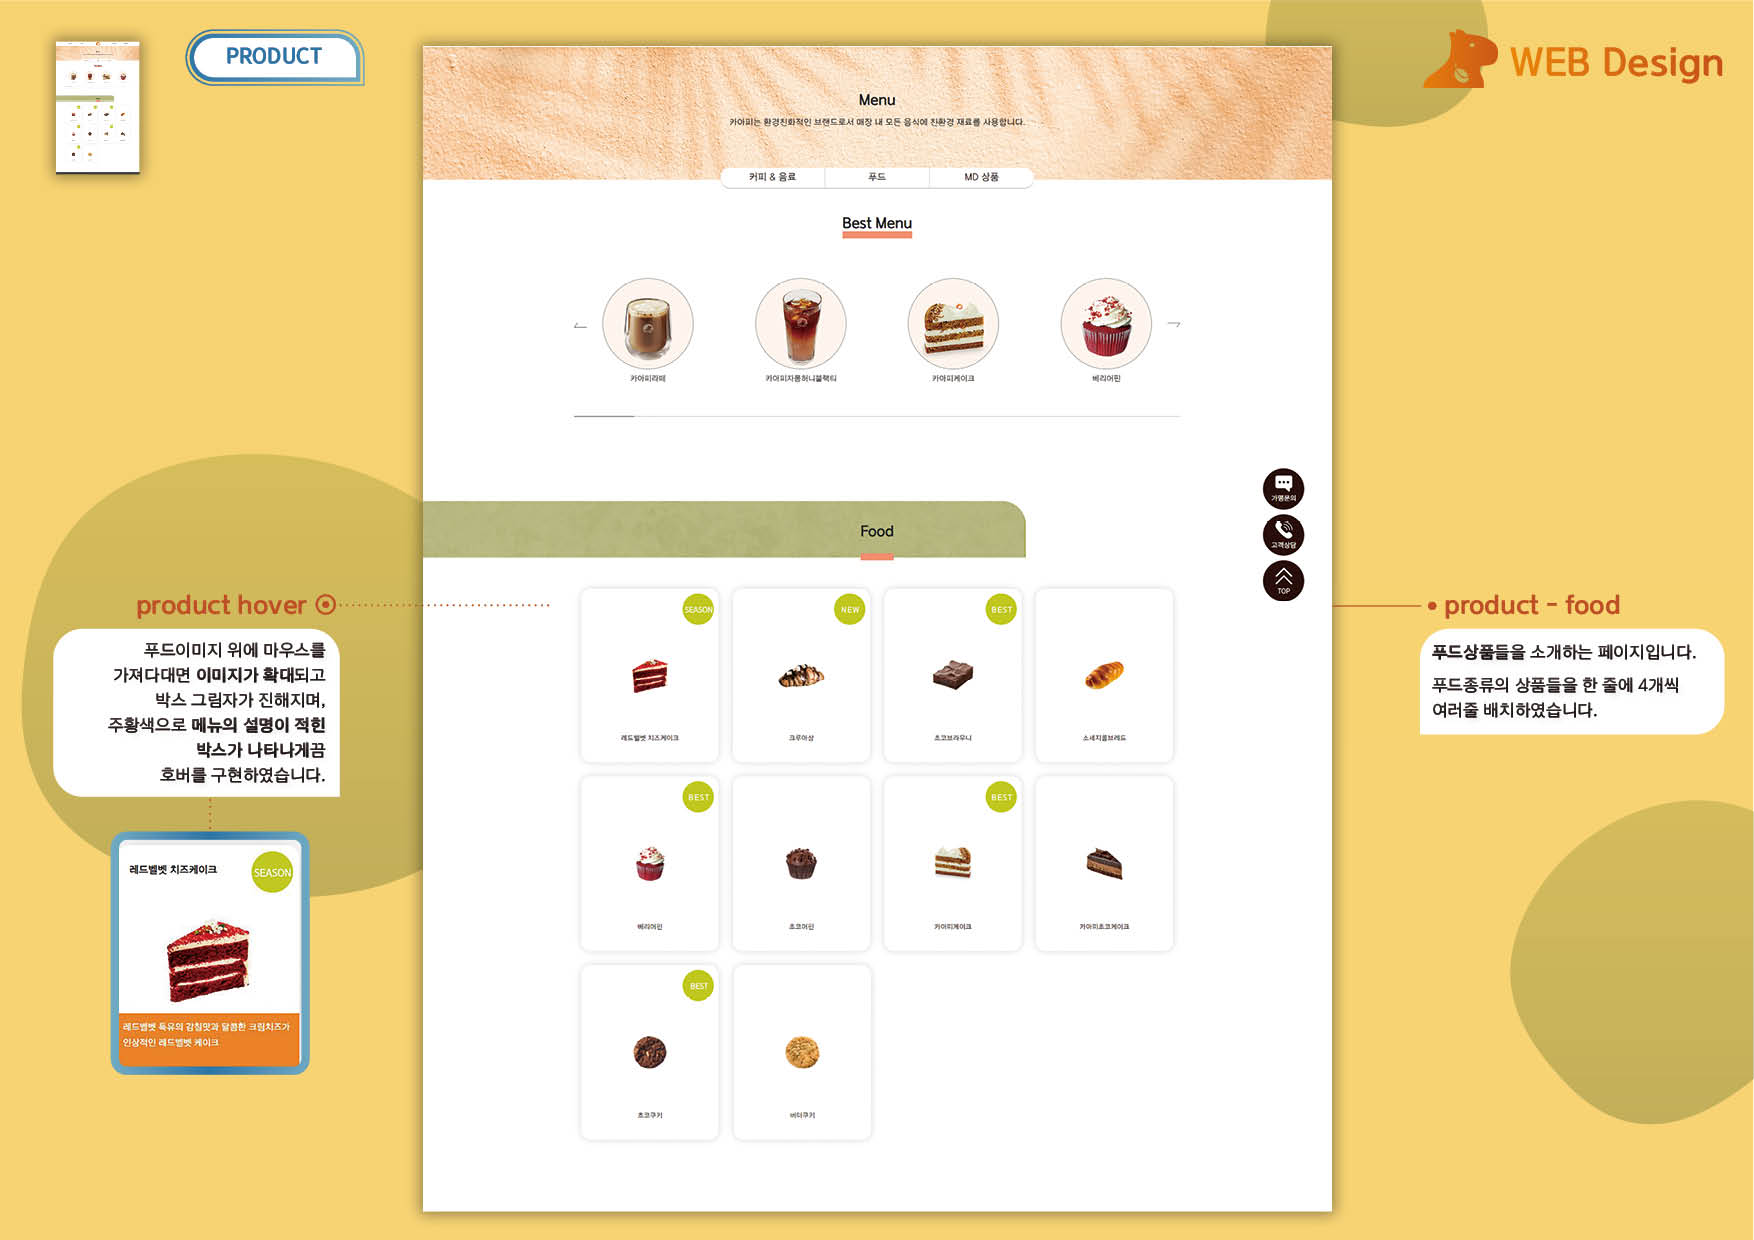 PRODUCT
WEB Design
Menu
카아피는 환경친화적인 브랜드로서 매장 내 모든 음식에 친환경 재료를 사용합니다.
커피 & 음료
푸드
MD 상품
Best Menu
카아피라떼
카아피자몽허니블랙티
카아피케이크
베리머핀
가맹문의
고객상담
TOP
Food
product hover
푸드이미지 위에 마우스를
가져다대면 이미지가 확대되고
박스 그림자가 진해지며,
주황색으로 메뉴의 설명이 적힌
박스가 나타나게끔
호버를 구현하였습니다.
product - food
푸드상품들을 소개하는 페이지입니다.
푸드종류의 상품들을 한 줄에 4개씩
여러줄 배치하였습니다.
SEASON
레드벨벳 치즈케이크
NEW
크루아상
BEST
초코브라우니
소세지롤브레드
BEST
베리머핀
초코머핀
BEST
카아피케이크
카아피초코케이크
BEST
초코쿠키
버터쿠키
레드벨벳 치즈케이크
SEASON
레드벨벳 특유의 감칠맛과 달콤한 크림치즈가
인상적인 레드벨벳 케이크